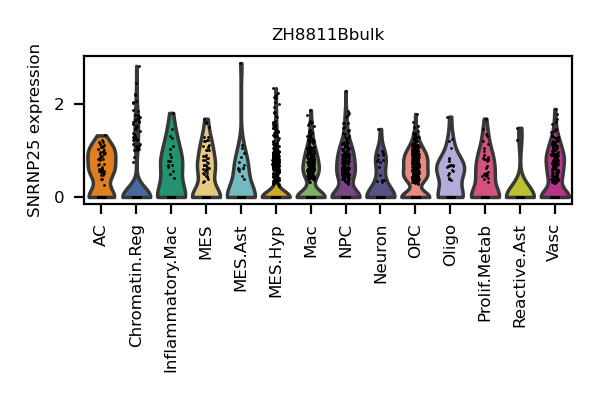 ZH8811Bbulk
SNRNP25 expression
2
0
AC
Chromatin.Reg
Inflammatory.Mac
MES
MES.Ast
MES.Hyp
Mac
NPC
Neuron
OPC
Oligo
Prolif.Metab
Reactive.Ast
Vasc